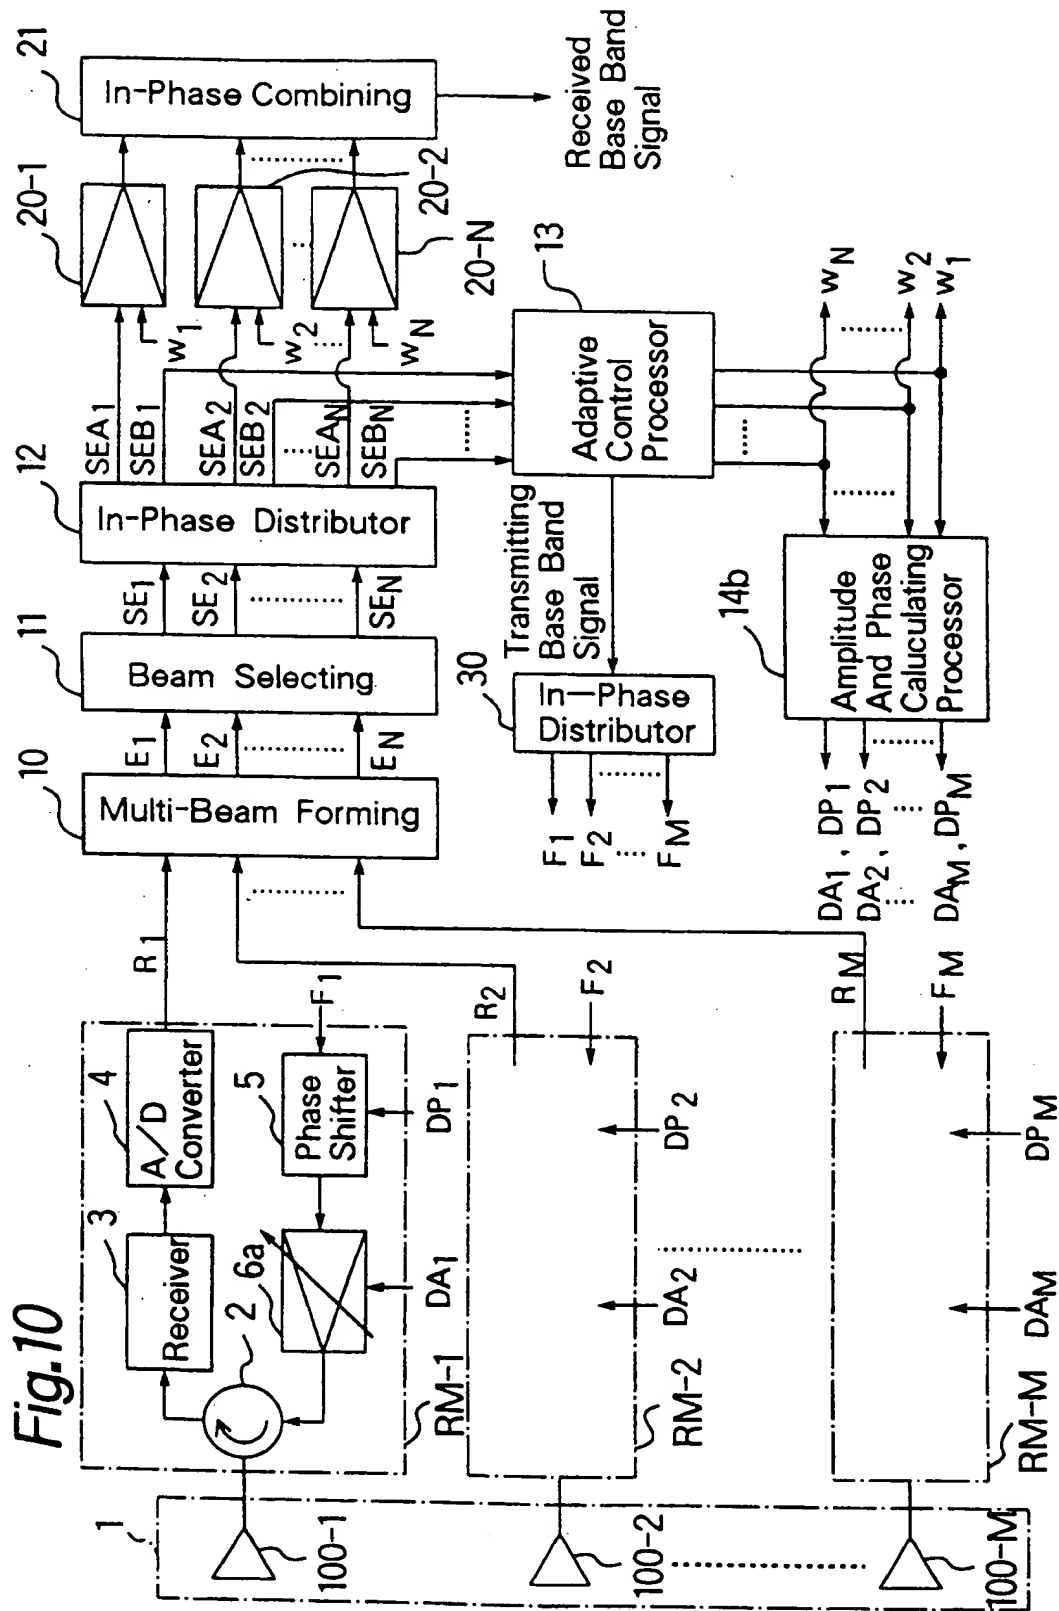 Fig.10
1
100-1
100-2
100-M
2
3
Receiver
4
A/D
Converter
5
Phase
Shifter
6a
F1
DP1
DA1
RM-1
R1
R2
F2
DP2
DA2
RM-2
RM
FM
DPM
DAM
RM-M
10
Multi-Beam Forming
E1
E2
EN
11
Beam Selecting
SE1
SE2
SEN
12
In-Phase Distributor
SEA1
SEB1
SEA2
SEB2
SEAN
SEBN
w1
w2
wN
20-1
20-2
20-N
21
In-Phase Combining
Received
Base Band
Signal
13
Adaptive
Control
Processor
Transmitting
Base Band
Signal
30
In-Phase
Distributor
F1
F2
FM
14b
Amplitude
And Phase
Caluculating
Processor
wN
w2
w1
DA1, DP1
DA2, DP2
DAM, DPM